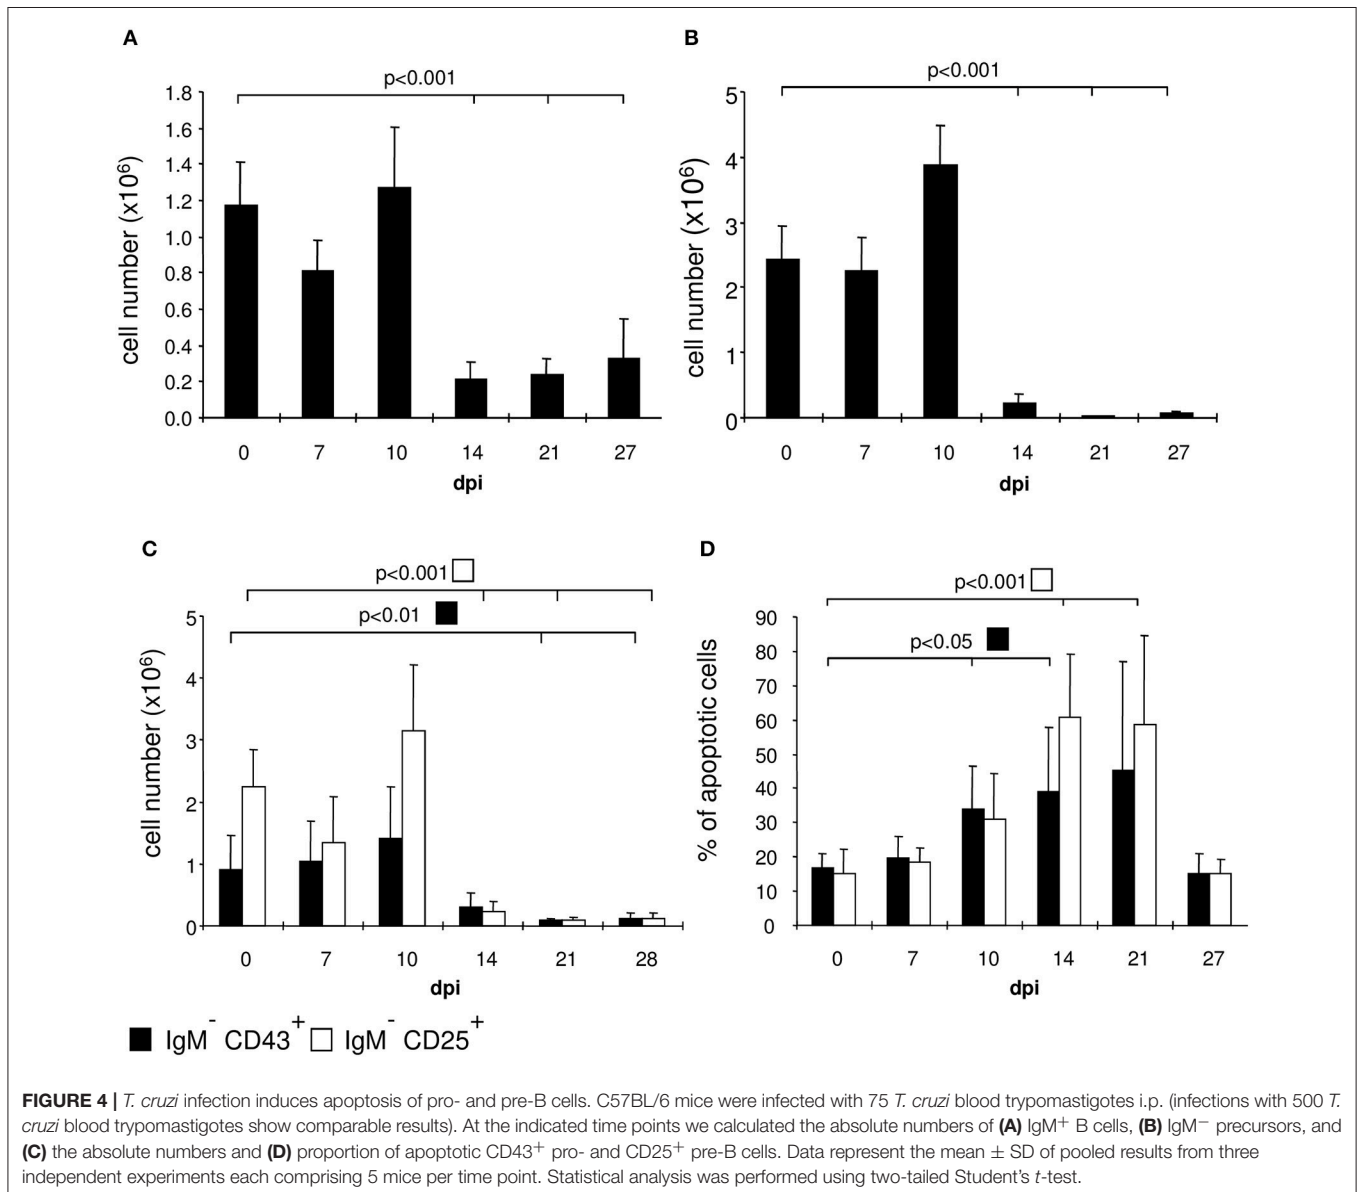 A
p<0.001
cell number (x10⁶)
1.8
1.6
1.4
1.2
1.0
0.8
0.6
0.4
0.2
0.0
0 7 10 14 21 27
dpi
B
p<0.001
cell number (x10⁶)
5
4
3
2
1
0
0 7 10 14 21 27
dpi
C
p<0.001
p<0.01
cell number (x10⁶)
5
4
3
2
1
0
0 7 10 14 21 28
dpi
D
p<0.001
p<0.05
% of apoptotic cells
90
80
70
60
50
40
30
20
10
0
0 7 10 14 21 27
dpi
IgM⁻ CD43⁺ IgM⁻ CD25⁺
FIGURE 4 | T. cruzi infection induces apoptosis of pro- and pre-B cells. C57BL/6 mice were infected with 75 T. cruzi blood trypomastigotes i.p. (infections with 500 T.
cruzi blood trypomastigotes show comparable results). At the indicated time points we calculated the absolute numbers of (A) IgM⁺ B cells, (B) IgM⁻ precursors, and
(C) the absolute numbers and (D) proportion of apoptotic CD43⁺ pro- and CD25⁺ pre-B cells. Data represent the mean ± SD of pooled results from three
independent experiments each comprising 5 mice per time point. Statistical analysis was performed using two-tailed Student's t-test.